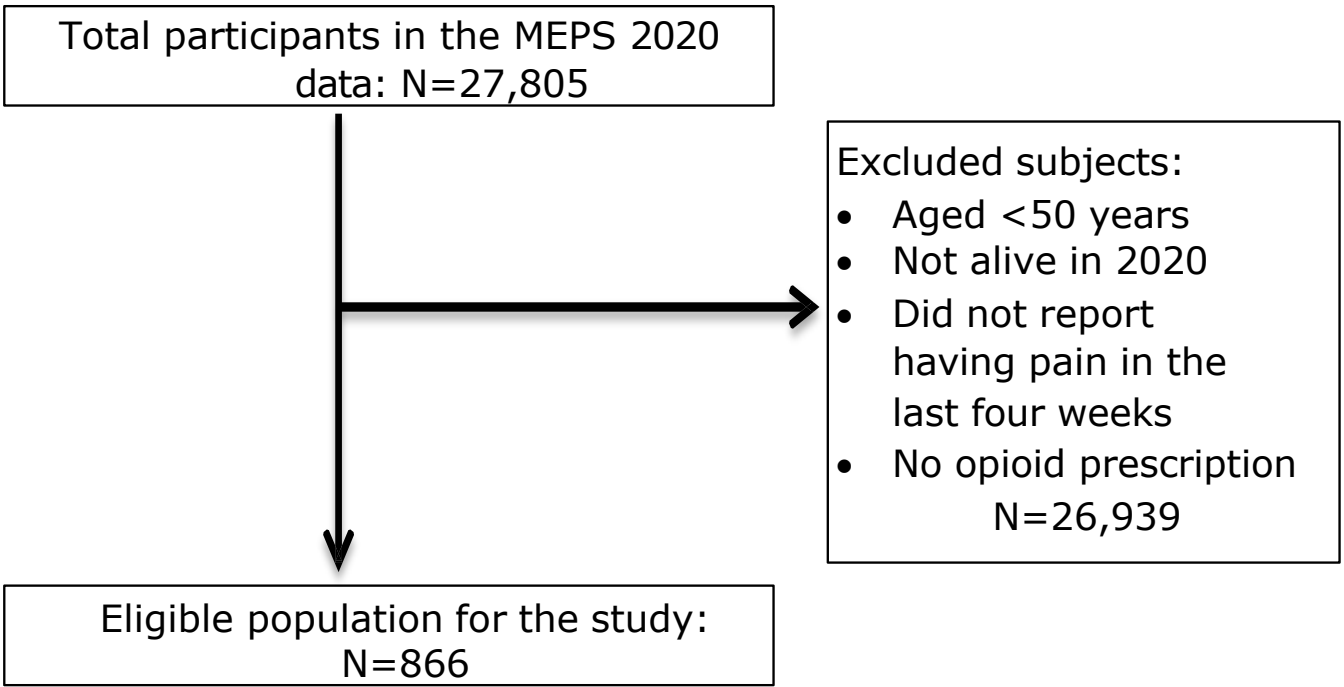 Total participants in the MEPS 2020
data: N=27,805
Excluded subjects:
• Aged <50 years
• Not alive in 2020
• Did not report
having pain in the
last four weeks
• No opioid prescription
N=26,939
Eligible population for the study:
N=866